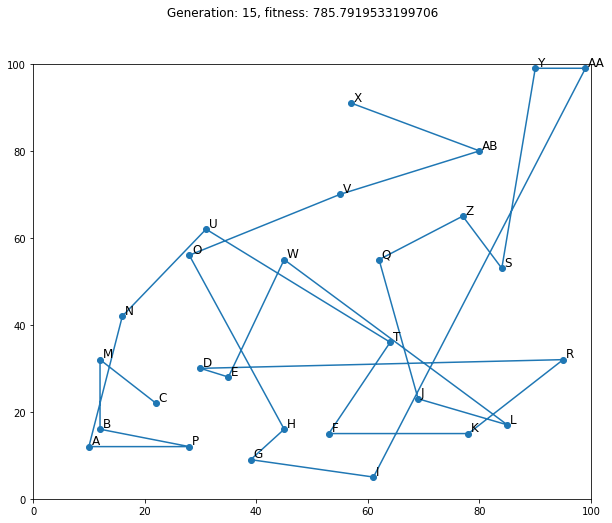 Generation: 15, fitness: 785.7919533199706
100
Y
AA
X
AB
80
V
Z
U
60
O
W
Q
S
N
40
T
M
R
D
E
C
20
J
L
B
H
F
K
A
P
G
I
0
0
20
40
60
80
100